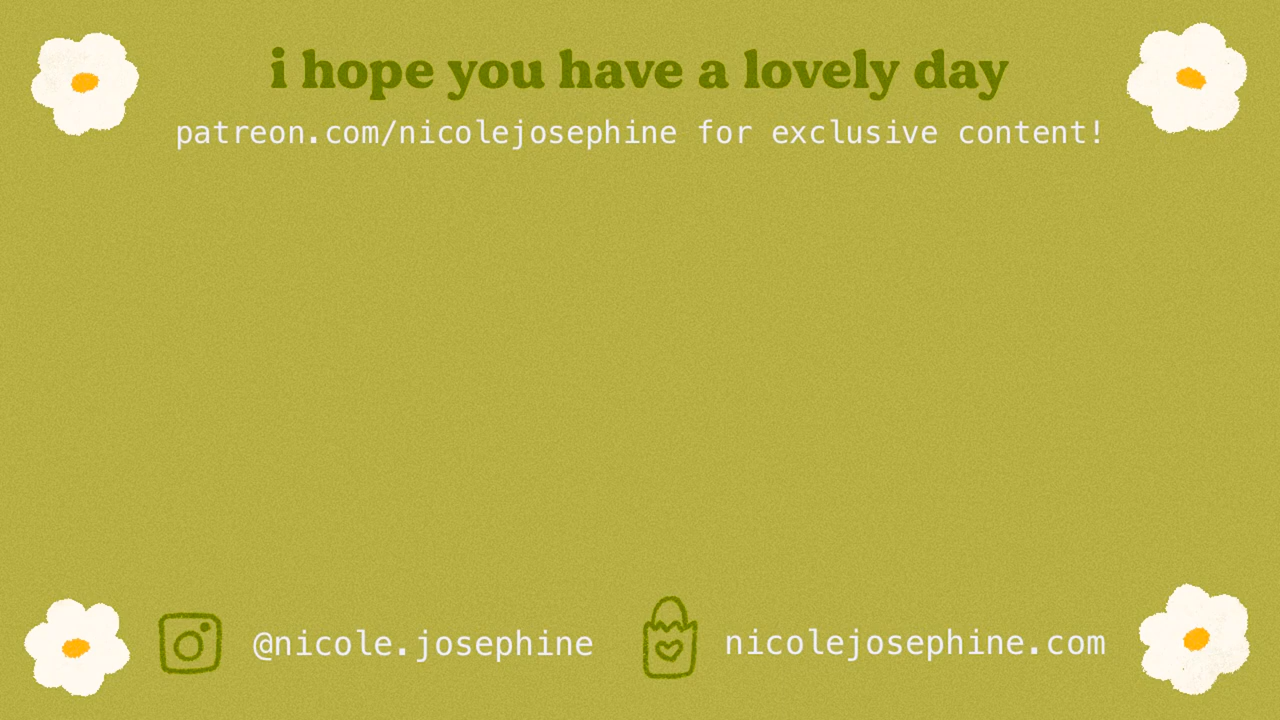 i hope you have a lovely day
patreon.com/nicolejosephine for exclusive content!
@nicole.josephine
nicolejosephine.com